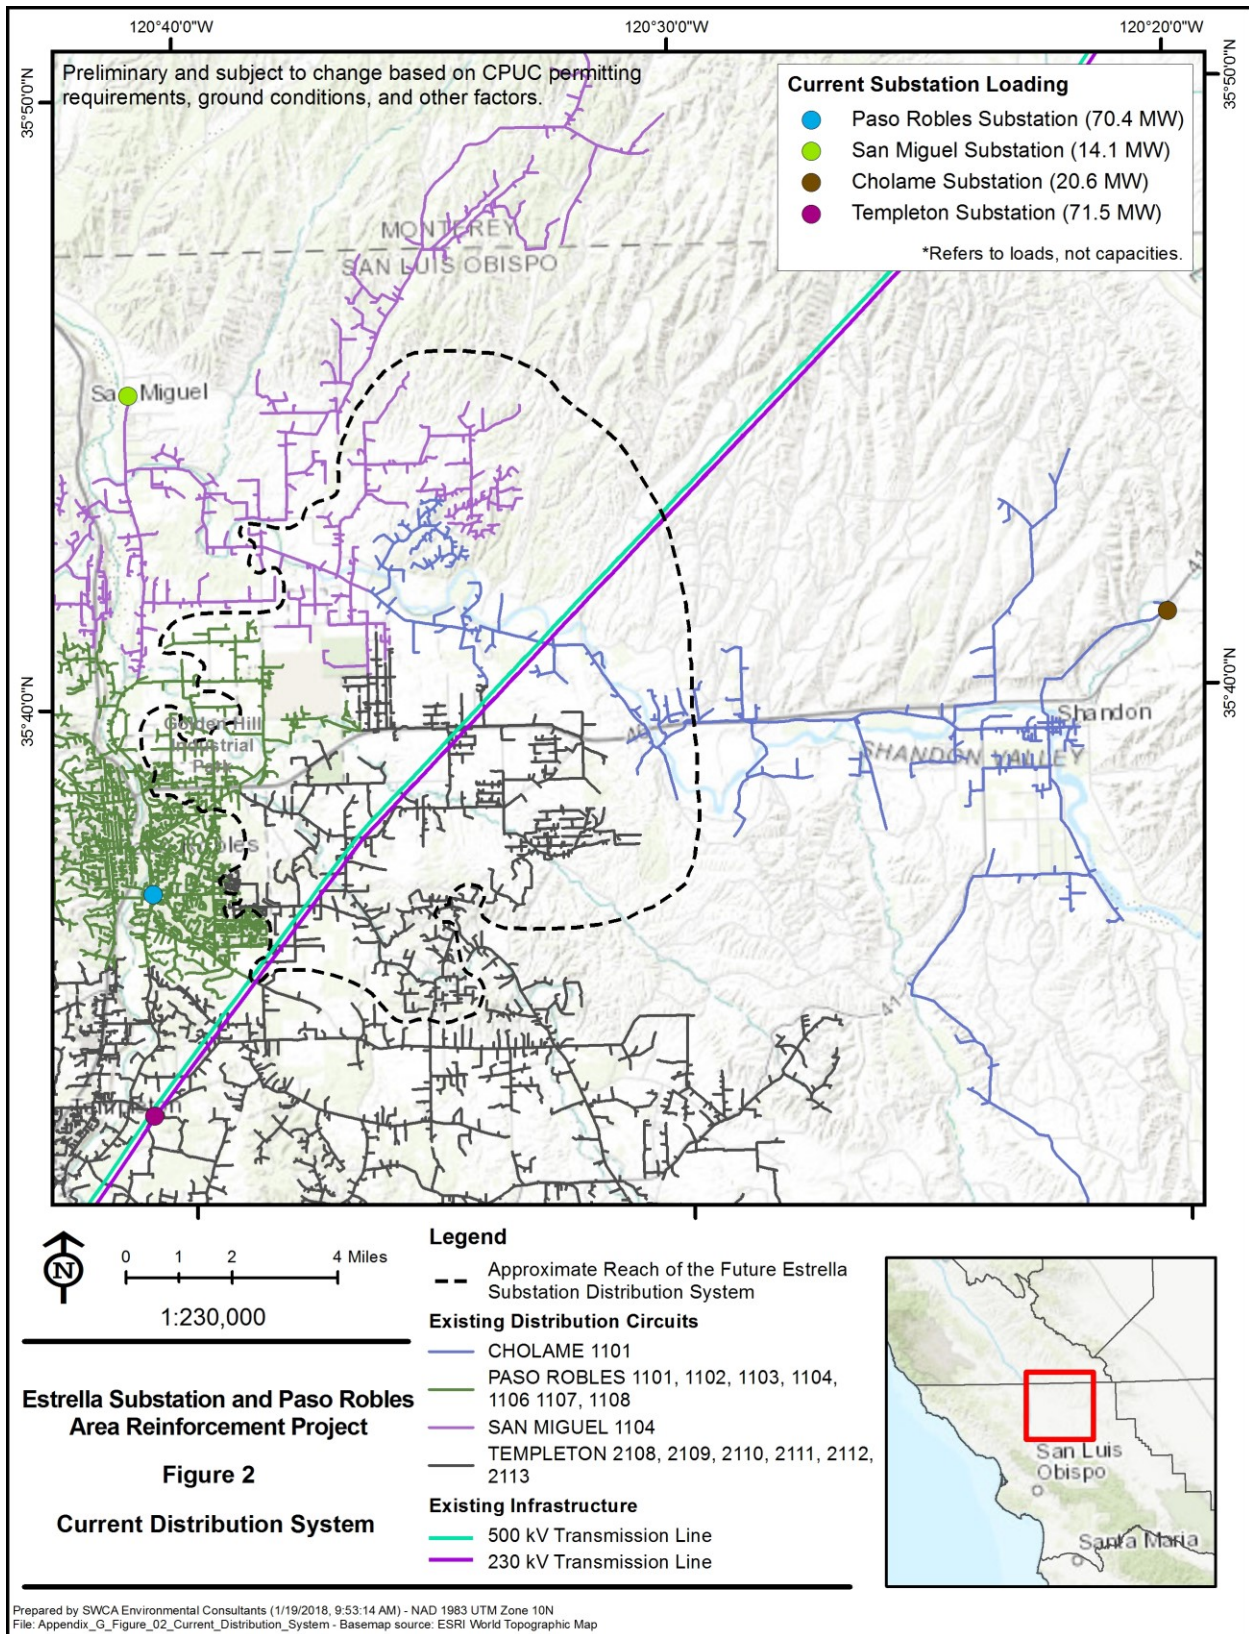 120°40'0"W
120°30'0"W
120°20'0"W
35°50'0"N
35°50'0"N
Preliminary and subject to change based on CPUC permitting
requirements, ground conditions, and other factors.
Current Substation Loading
Paso Robles Substation (70.4 MW)
San Miguel Substation (14.1 MW)
Cholame Substation (20.6 MW)
Templeton Substation (71.5 MW)
*Refers to loads, not capacities.
MONTEREY
SAN LUIS OBISPO
Sa Miguel
41
35°40'0"N
35°40'0"N
Golden Hill
Industrial
Park
46
Shandon
SHANDON VALLEY
41
0 1 2 4 Miles
N
1:230,000
Estrella Substation and Paso Robles
Area Reinforcement Project
Figure 2
Current Distribution System
Legend
Approximate Reach of the Future Estrella
Substation Distribution System
Existing Distribution Circuits
CHOLAME 1101
PASO ROBLES 1101, 1102, 1103, 1104,
1106 1107, 1108
SAN MIGUEL 1104
TEMPLETON 2108, 2109, 2110, 2111, 2112,
2113
Existing Infrastructure
500 kV Transmission Line
230 kV Transmission Line
San Luis
Obispo
Santa Maria
Prepared by SWCA Environmental Consultants (1/19/2018, 9:53:14 AM) - NAD 1983 UTM Zone 10N
File: Appendix_G_Figure_02_Current_Distribution_System - Basemap source: ESRI World Topographic Map